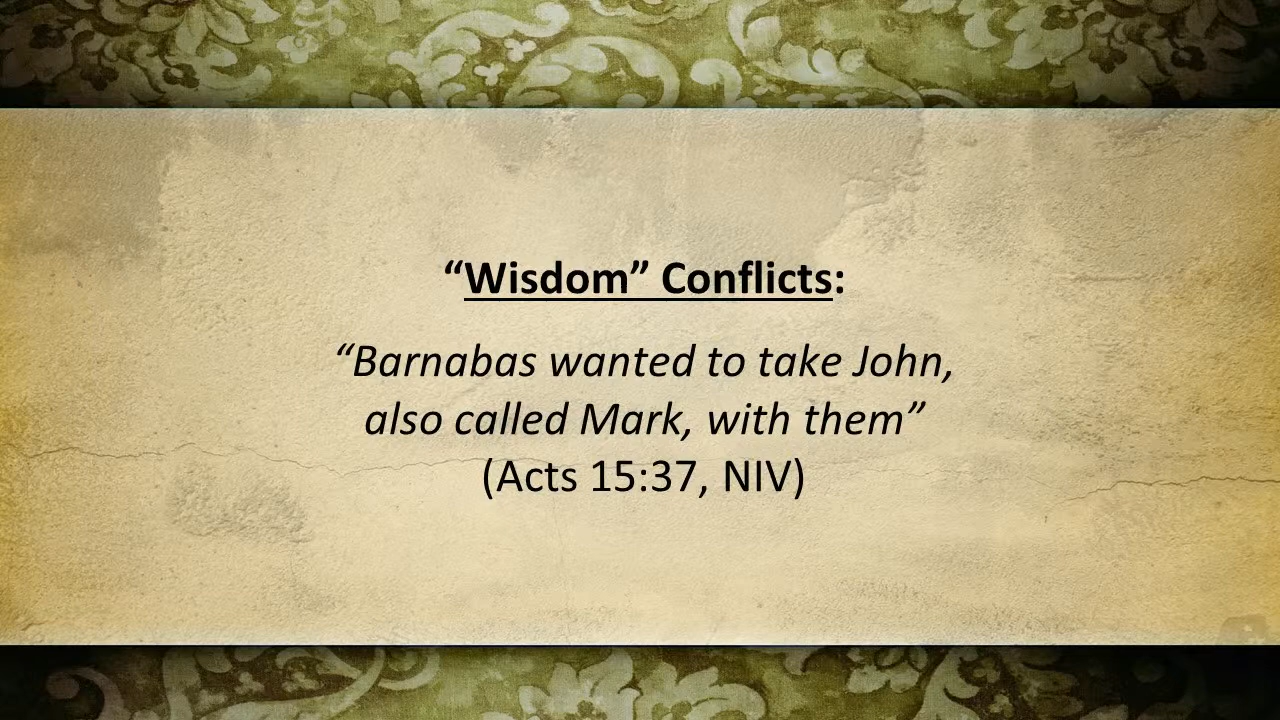 “Wisdom” Conflicts:
“Barnabas wanted to take John,
also called Mark, with them”
(Acts 15:37, NIV)